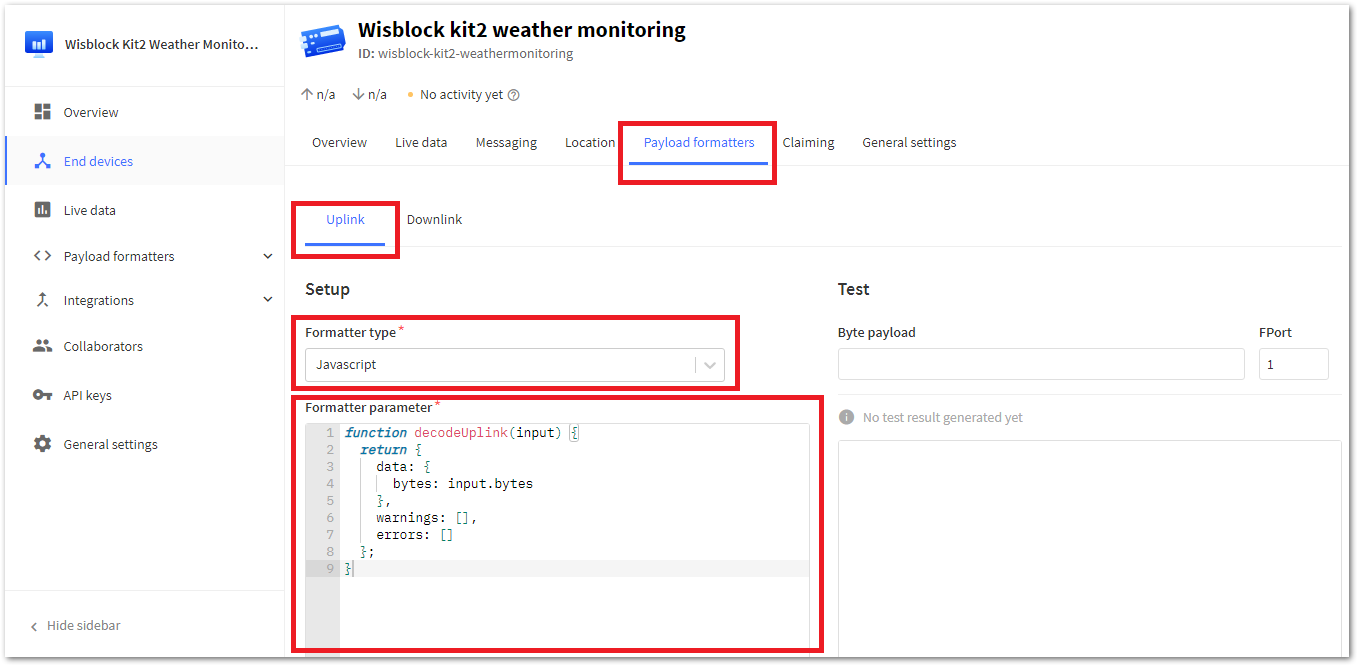 Wisblock Kit2 Weather Monito...
Overview
End devices
Live data
Payload formatters
Integrations
Collaborators
API keys
General settings
Hide sidebar
Wisblock kit2 weather monitoring
ID: wisblock-kit2-weathermonitoring
n/a n/a No activity yet
Overview Live data Messaging Location Payload formatters Claiming General settings
Uplink Downlink
Setup
Formatter type *
Javascript
Formatter parameter *
1 function decodeUplink(input) {
2 return {
3 data: {
4 bytes: input.bytes
5 },
6 warnings: [],
7 errors: []
8 };
9 }
Test
Byte payload FPort
1
No test result generated yet